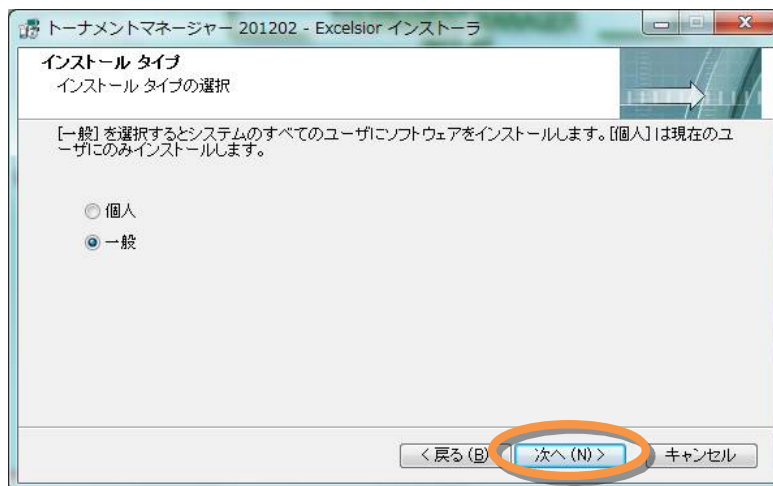 トーナメントマネージャー 201202 - Excelsior インストーラ
インストール タイプ
インストール タイプの選択
[一般] を選択するとシステムのすべてのユーザにソフトウェアをインストールします。[個人] は現在のユ
ーザにのみインストールします。
個人
一般
< 戻る (B)
次へ (N) >
キャンセル